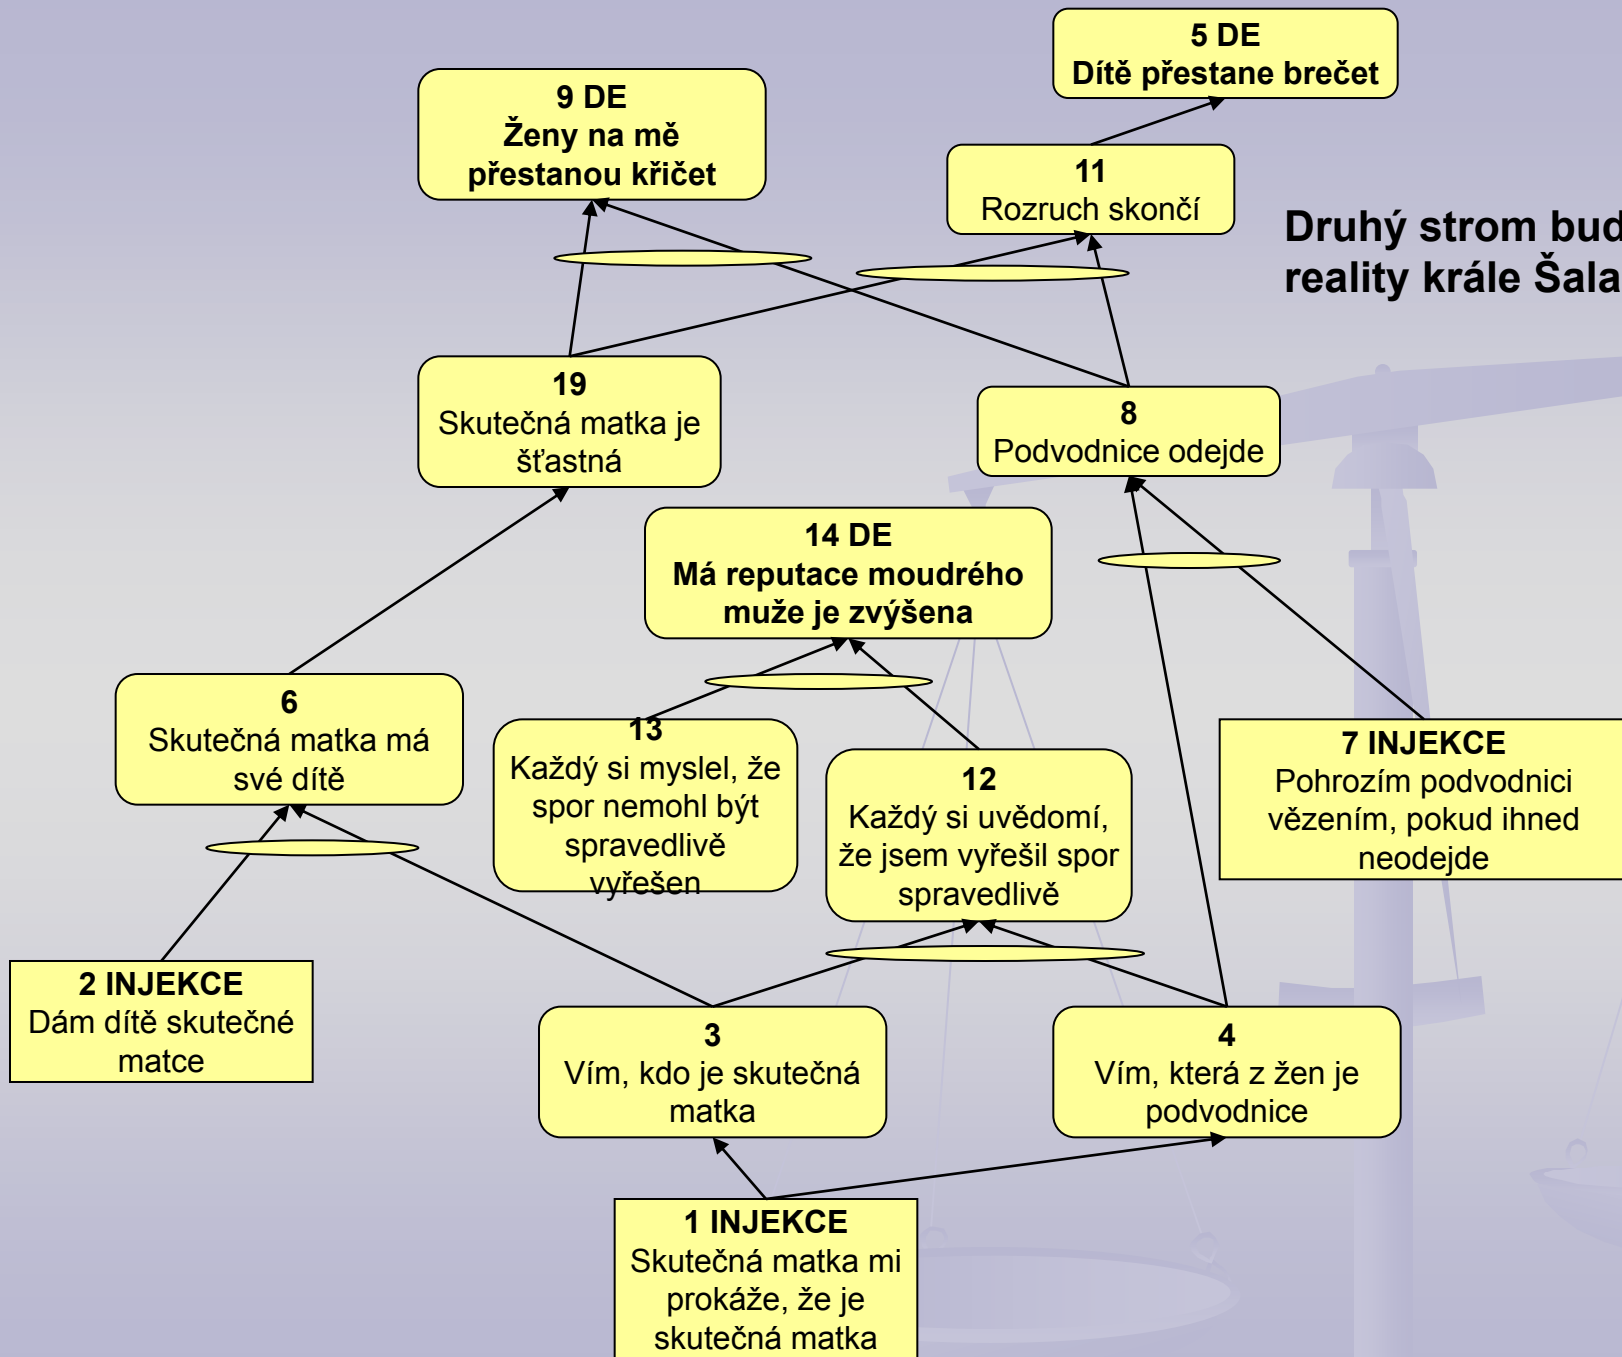 5 DE
Dítě přestane brečet
9 DE
Ženy na mě
přestanou křičet
11
Rozruch skončí
Druhý strom bud
reality krále Šala
19
Skutečná matka je
šťastná
8
Podvodnice odejde
14 DE
Má reputace moudrého
muže je zvýšena
6
Skutečná matka má
své dítě
13
Každý si myslel, že
spor nemohl být
spravedlivě
vyřešen
12
Každý si uvědomí,
že jsem vyřešil spor
spravedlivě
7 INJEKCE
Pohrozím podvodnici
vězením, pokud ihned
neodejde
2 INJEKCE
Dám dítě skutečné
matce
3
Vím, kdo je skutečná
matka
4
Vím, která z žen je
podvodnice
1 INJEKCE
Skutečná matka mi
prokáže, že je
skutečná matka